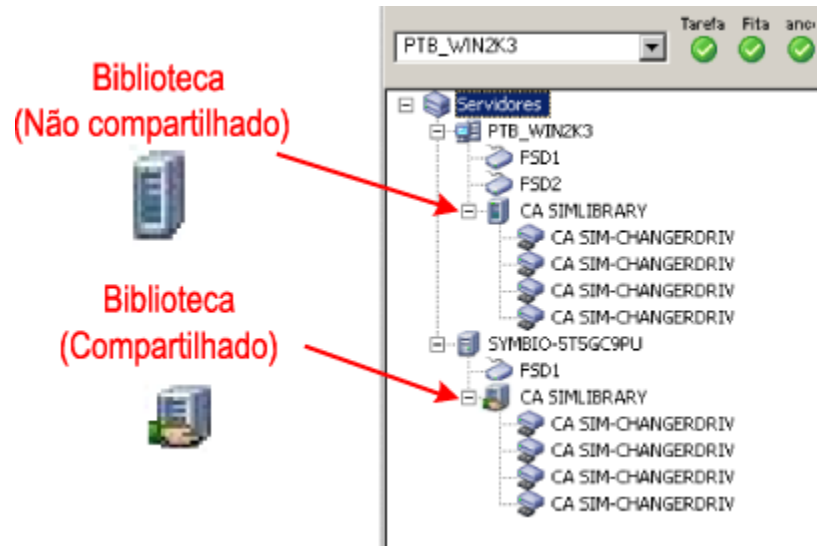 Biblioteca
(Não compartilhado)
Biblioteca
(Compartilhado)
Tarefa Fita
PTB_WIN2K3
Servidores
PTB_WIN2K3
FSD1
FSD2
CA SIMLIBRARY
CA SIM-CHANGERDRIV
CA SIM-CHANGERDRIV
CA SIM-CHANGERDRIV
CA SIM-CHANGERDRIV
SYMBIO-5T5GC9PU
FSD1
CA SIMLIBRARY
CA SIM-CHANGERDRIV
CA SIM-CHANGERDRIV
CA SIM-CHANGERDRIV
CA SIM-CHANGERDRIV